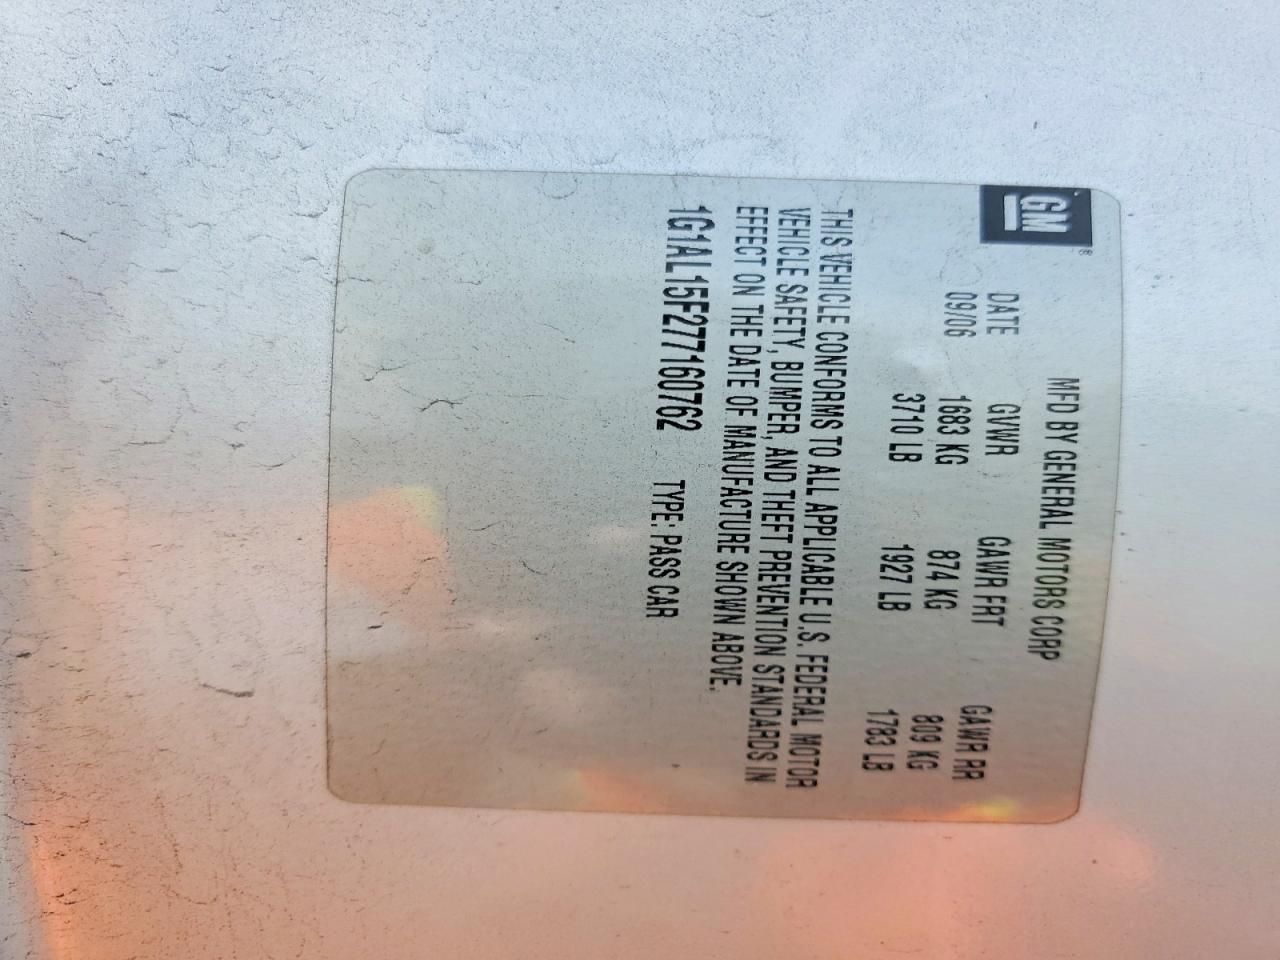 GM®
MFD BY GENERAL MOTORS CORP
DATE GVWR GAWR FRT GAWR RR
09/06 1683 KG 874 KG 809 KG
3710 LB 1927 LB 1783 LB
THIS VEHICLE CONFORMS TO ALL APPLICABLE U.S. FEDERAL MOTOR
VEHICLE SAFETY, BUMPER, AND THEFT PREVENTION STANDARDS IN
EFFECT ON THE DATE OF MANUFACTURE SHOWN ABOVE.
1G1AL15F277160762 TYPE: PASS CAR